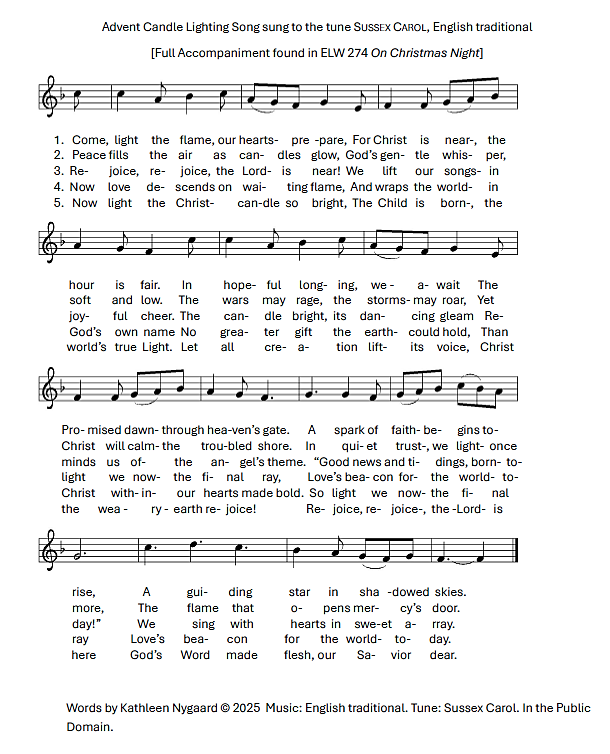 Advent Candle Lighting Song sung to the tune SUSSEX CAROL, English traditional
[Full Accompaniment found in ELW 274 On Christmas Night]
1. Come, light the flame, our hearts- pre -pare, For Christ is near-, the
2. Peace fills the air as can- dles glow, God's gen- tle whis- per,
3. Re- joice, re- joice, the Lord- is near! We lift our songs- in
4. Now love de- scends on wai- ting flame, And wraps the world- in
5. Now light the Christ- can-dle so bright, The Child is born-, the
hour is fair. In hope- ful long- ing, we - a- wait The
soft and low. The wars may rage, the storms- may roar, Yet
joy- ful cheer. The can- dle bright, its dan- cing gleam Re-
God's own name No grea- ter gift the earth- could hold, Than
world's true Light. Let all cre- a- tion lift- its voice, Christ
Pro- mised dawn- through hea-ven's gate. A spark of faith- be- gins to-
Christ will calm- the trou-bled shore. In qui- et trust-, we light- once
minds us of- the an- gel's theme. "Good news and ti- dings, born- to-
light we now- the fi- nal ray, Love's bea- con for- the world- to-
Christ with- in- our hearts made bold. So light we now- the fi- nal
the wea - ry - earth re- joice! Re- joice, re- joice-, the -Lord- is
rise, A gui- ding star in sha -dowed skies.
more, The flame that o- pens mer- cy's door.
day!" We sing with hearts in swe-et a- rray.
ray Love's bea- con for the world- to- day.
here God's Word made flesh, our Sa- vior dear.
Words by Kathleen Nygaard © 2025 Music: English traditional. Tune: Sussex Carol. In the Public
Domain.